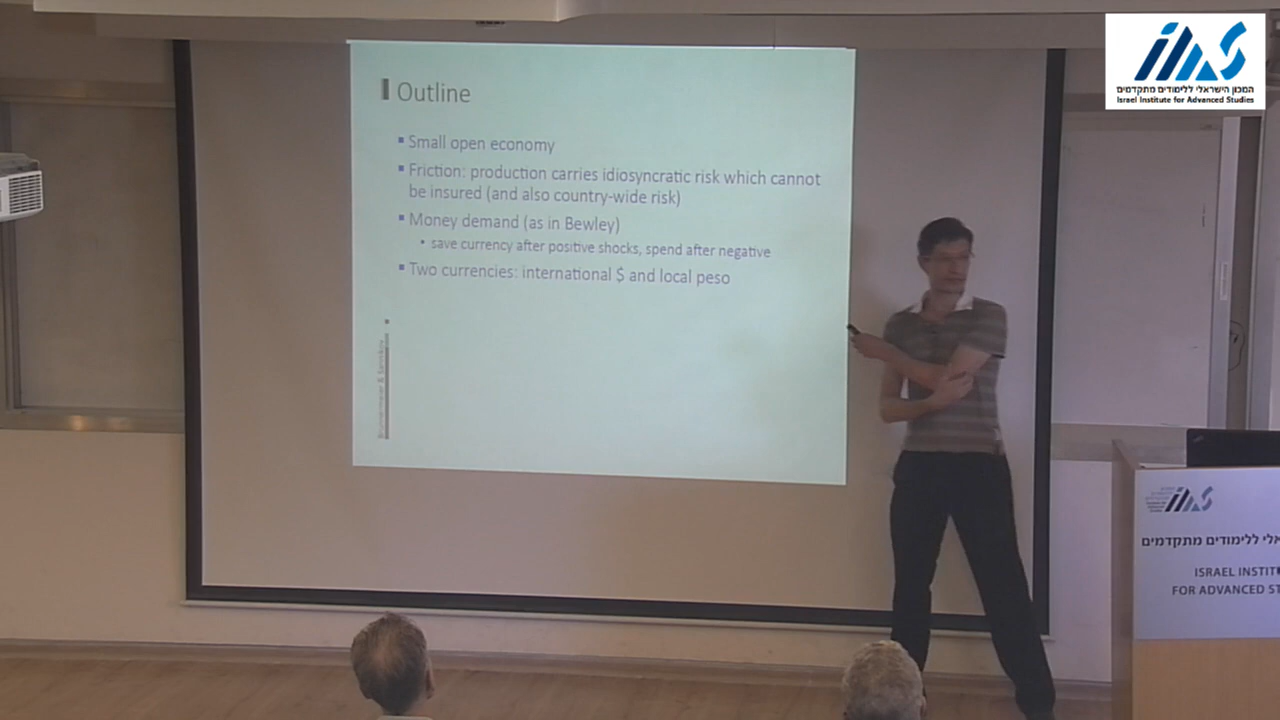 Outline
Small open economy
Friction: production carries idiosyncratic risk which cannot
be insured (and also country-wide risk)
Money demand (as in Bewley)
save currency after positive shocks, spend after negative
Two currencies: international $ and local peso
המכון הישראלי ללימודים מתקדמים
Israel Institute for Advanced Studies
ללימודים מתקדמים
ISRAEL
FOR ADVANCED